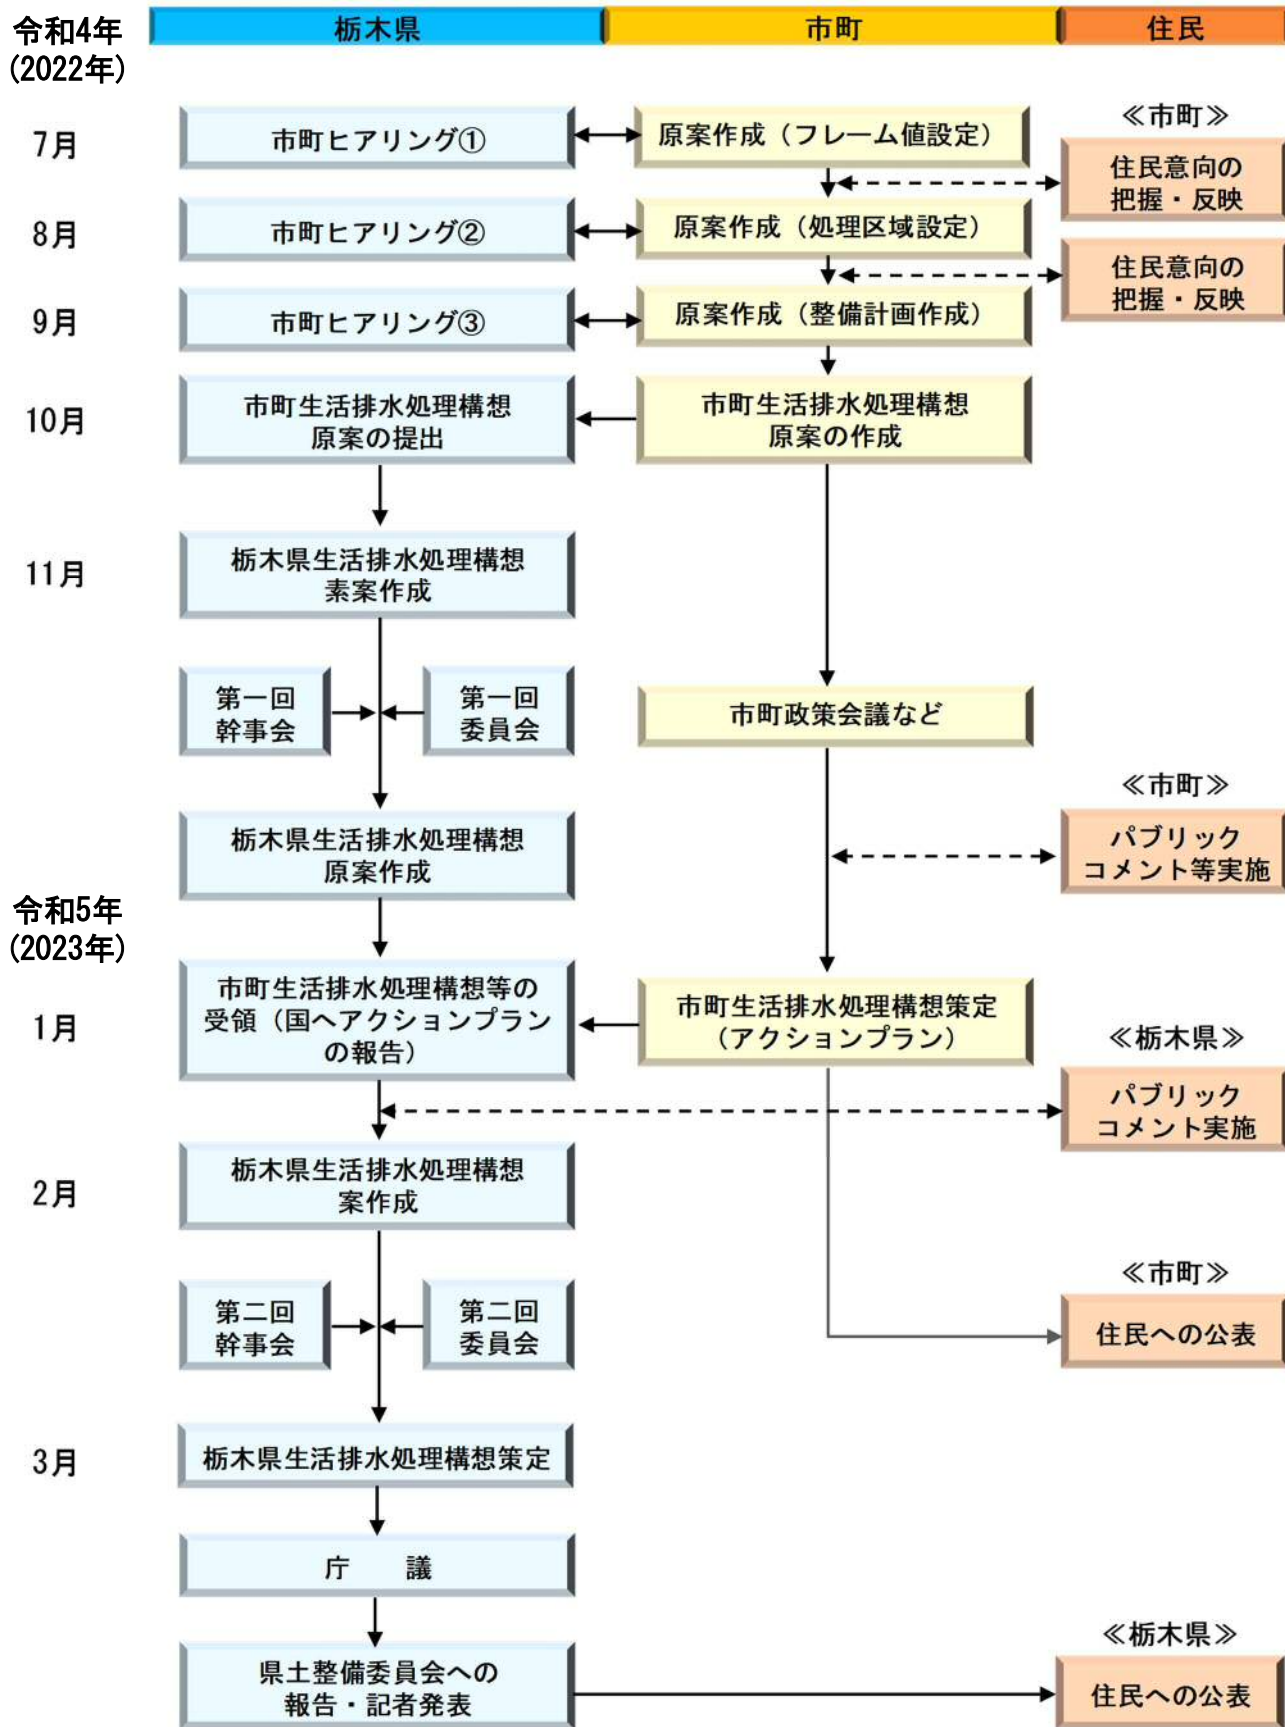 令和4年
(2022年)
栃木県
市町
住民
7月
市町ヒアリング①
原案作成（フレーム値設定）
≪市町≫
住民意向の
把握・反映
8月
市町ヒアリング②
原案作成（処理区域設定）
住民意向の
把握・反映
9月
市町ヒアリング③
原案作成（整備計画作成）
10月
市町生活排水処理構想
原案の提出
市町生活排水処理構想
原案の作成
11月
栃木県生活排水処理構想
素案作成
第一回
幹事会
第一回
委員会
市町政策会議など
栃木県生活排水処理構想
原案作成
≪市町≫
パブリック
コメント等実施
令和5年
(2023年)
1月
市町生活排水処理構想等の
受領（国へアクションプラン
の報告）
市町生活排水処理構想策定
（アクションプラン）
≪栃木県≫
パブリック
コメント実施
2月
栃木県生活排水処理構想
案作成
第二回
幹事会
第二回
委員会
≪市町≫
住民への公表
3月
栃木県生活排水処理構想策定
庁　議
県土整備委員会への
報告・記者発表
≪栃木県≫
住民への公表